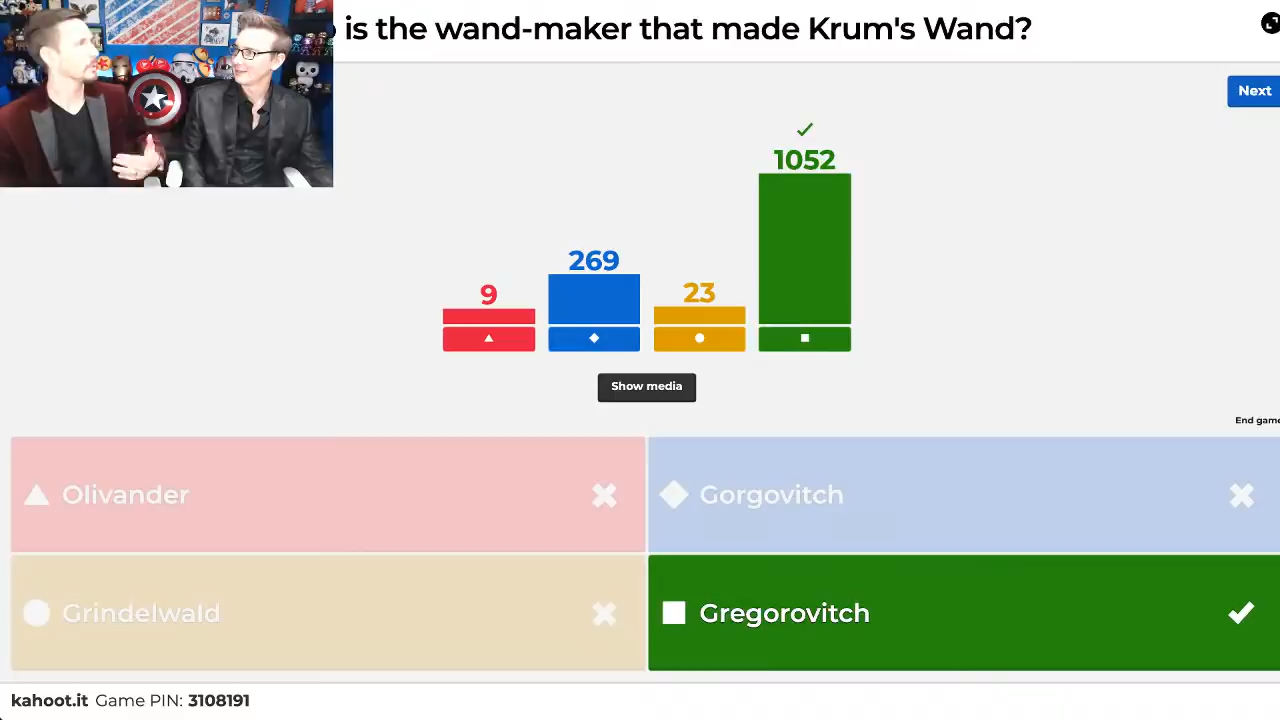 is the wand-maker that made Krum's Wand?
Next
1052
269
9
23
Show media
End game
Olivander
Gorgovitch
Grindelwald
Gregorovitch
kahoot.it Game PIN: 3108191